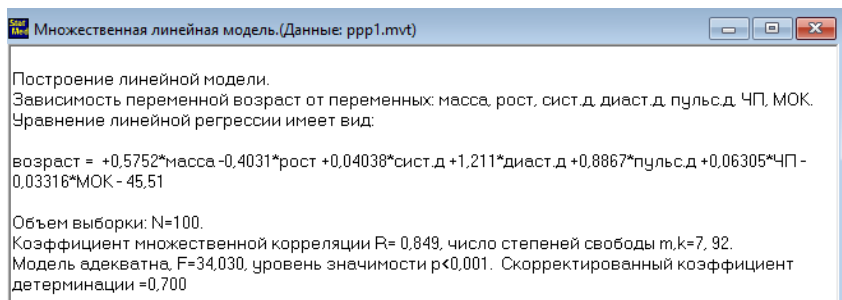 Stat
Med
Множественная линейная модель.(Данные: ppp1.mvt)
Построение линейной модели.
Зависимость переменной возраст от переменных: масса, рост, сист.д, диаст.д, пульс.д, ЧП, МОК.
Уравнение линейной регрессии имеет вид:
возраст = +0,5752*масса -0,4031*рост +0,04038*сист.д +1,211*диаст.д +0,8867*пульс.д +0,06305*ЧП -
0,03316*МОК - 45,51
Объем выборки: N=100.
Коэффициент множественной корреляции R= 0,849, число степеней свободы m,k=7, 92.
Модель адекватна, F=34,030, уровень значимости p<0,001. Скорректированный коэффициент
детерминации =0,700